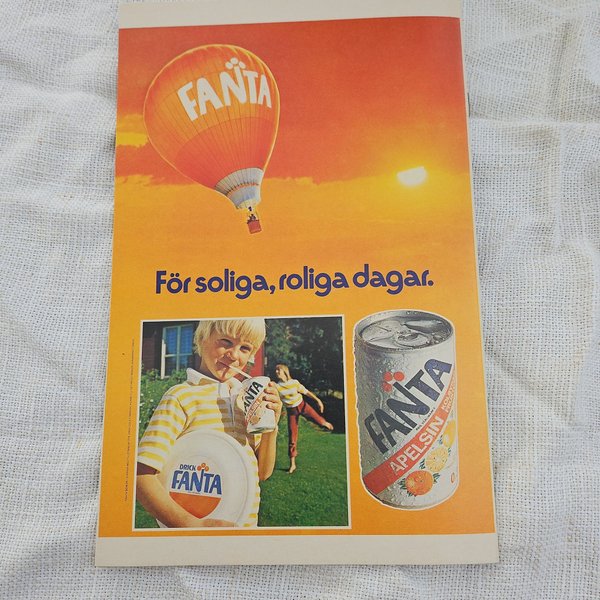 FANTA
För soliga, roliga dagar.
FANTA
DRICK
FANTA
FANTA
APELSIN